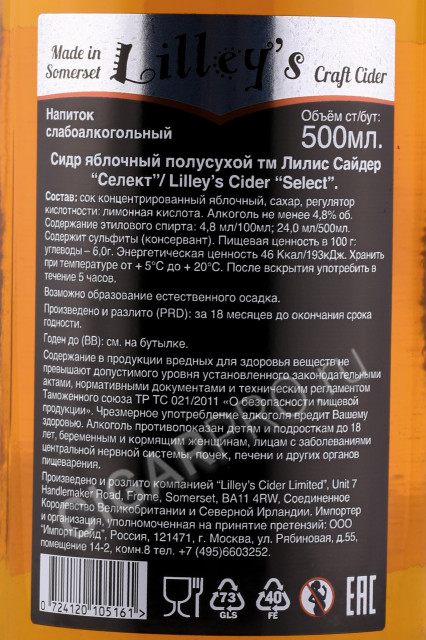 Made in
Somerset
Lilley's
Craft Cider
Напиток
слабоалкогольный
Объём ст/бут:
500мл.
Сидр яблочный полусухой тм Лилис Сайдер
“Селект”/ Lilley's Cider “Select”.
Состав: сок концентрированный яблочный, сахар, регулятор
кислотности: лимонная кислота. Алкоголь не менее 4,8% об.
Содержание этилового спирта: 4,8 мл/100мл; 24,0 мл/500мл.
Содержит сульфиты (консервант). Пищевая ценность в 100 г:
углеводы – 6,0г. Энергетическая ценность 46 Ккал/193кДж. Хранить
при температуре от + 5°С до + 20°С. После вскрытия употребить в
течение 5 часов.
Возможно образование естественного осадка.
Произведено и разлито (PRD): за 18 месяцев до окончания срока
годности.
Годен до (BB): см. на бутылке.
Содержание в продукции вредных для здоровья веществ не
превышают допустимого уровня установленного законодательными
актами, нормативными документами и техническим регламентом
Таможенного союза ТР ТС 021/2011 «О безопасности пищевой
продукции». Чрезмерное употребление алкоголя вредит Вашему
здоровью. Алкоголь противопоказан детям и подросткам до 18
лет, беременным и кормящим женщинам, лицам с заболеваниями
центральной нервной системы, почек, печени и других органов
пищеварения.
Произведено и розлито компанией “Lilley's Cider Limited”, Unit 7
Handlemaker Road, Frome, Somerset, BA11 4RW, Соединенное
Королевство Великобритании и Северной Ирландии. Импортер
и организация, уполномоченная на принятие претензий: ООО
“ИмпортТрейд”, Россия, 121471, г. Москва, ул. Рябиновая, д.55,
помещение 14-2, комн.8 тел. +7 (495)6603252.
0 724120 105161 >
73
GLS
40
FE
EAC
CIGARPRO.RU